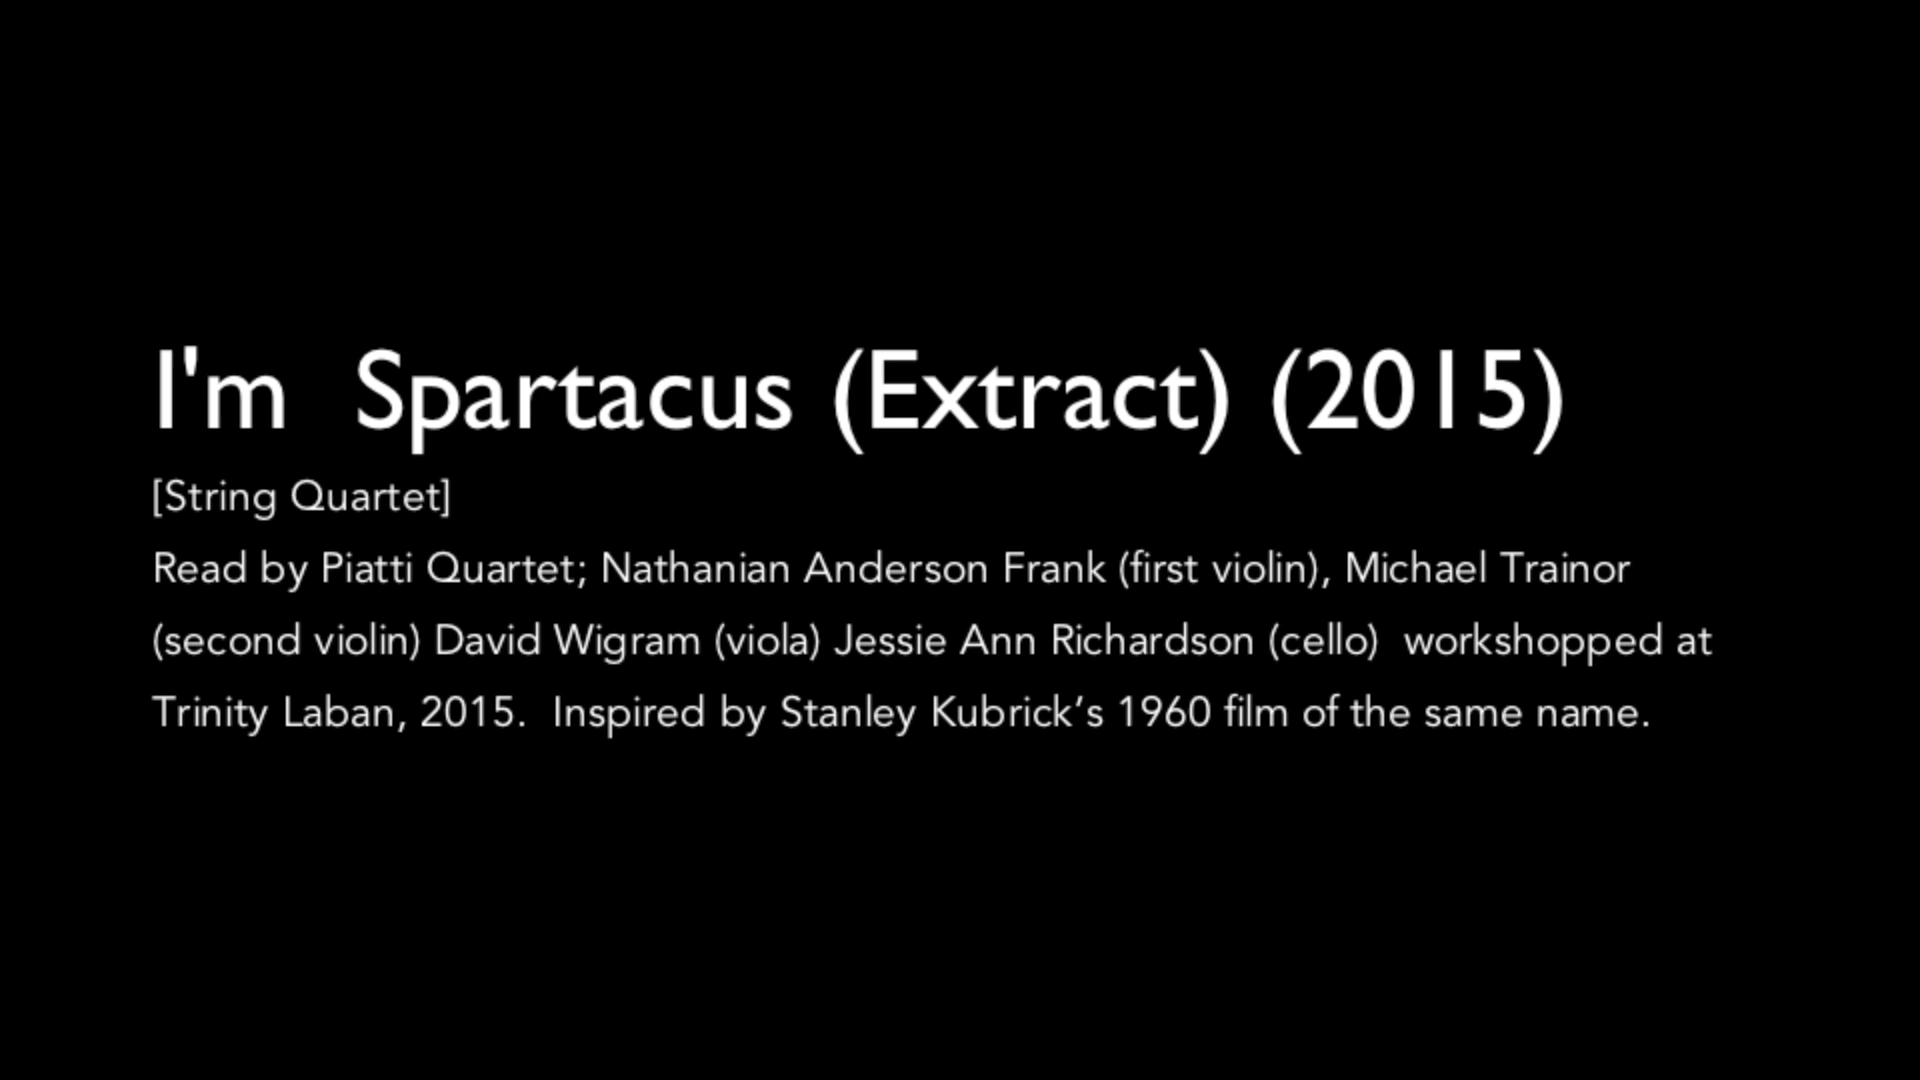 I'm  Spartacus (Extract) (2015)
[String Quartet]
Read by Piatti Quartet; Nathanian Anderson Frank (first violin), Michael Trainor
(second violin) David Wigram (viola) Jessie Ann Richardson (cello)  workshopped at
Trinity Laban, 2015.  Inspired by Stanley Kubrick’s 1960 film of the same name.